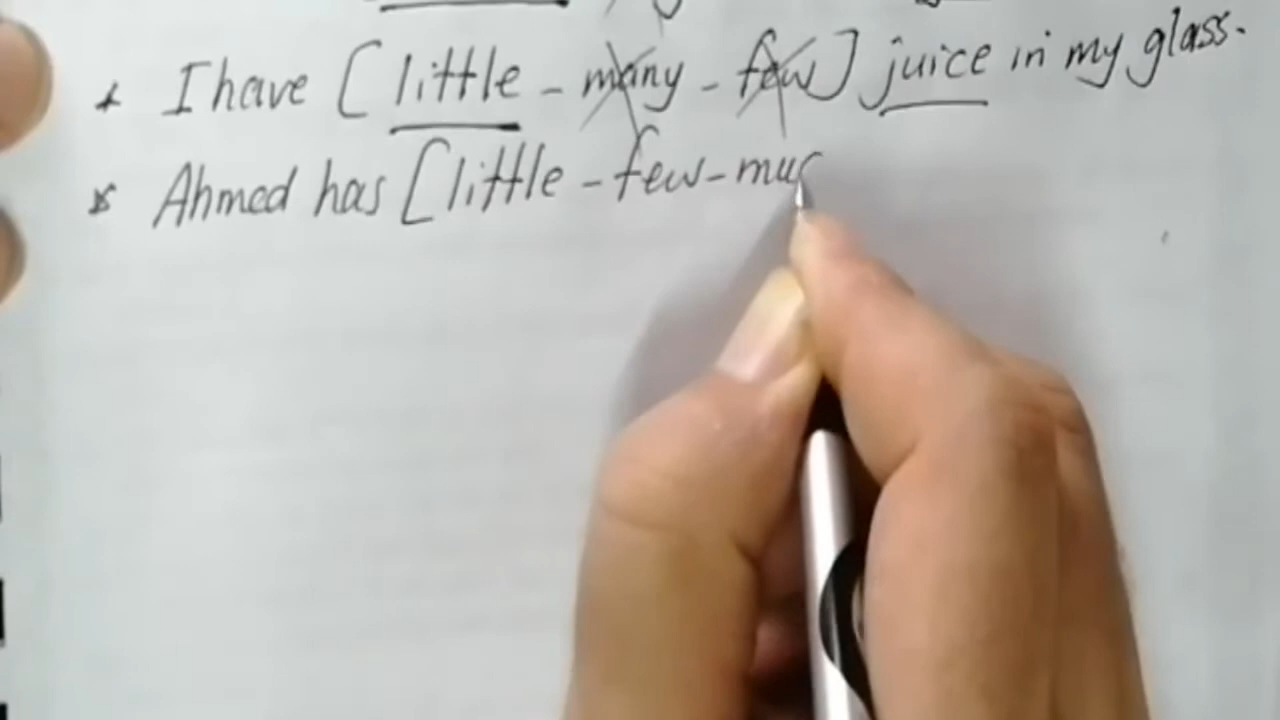 * I have [little - many - few] juice in my glass.
* Ahmed has [little - few - muc